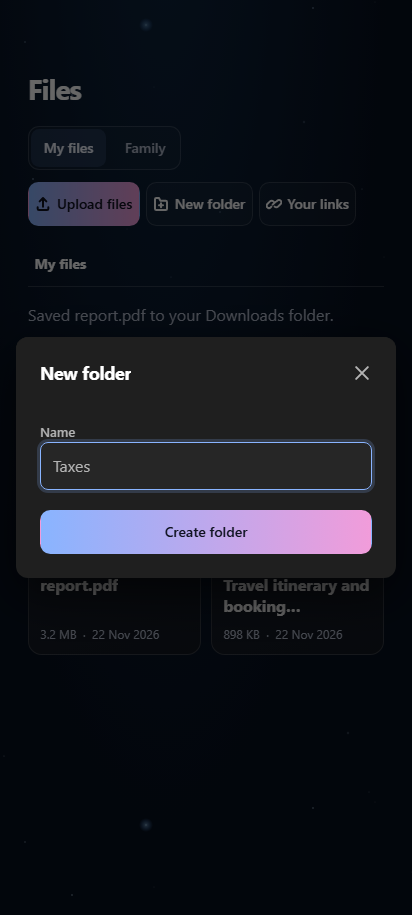 Files
My files
Family
Upload files
New folder
Your links
My files
Saved report.pdf to your Downloads folder.
New folder
Name
Taxes
Create folder
report.pdf
3.2 MB • 22 Nov 2026
Travel itinerary and
booking...
898 KB • 22 Nov 2026